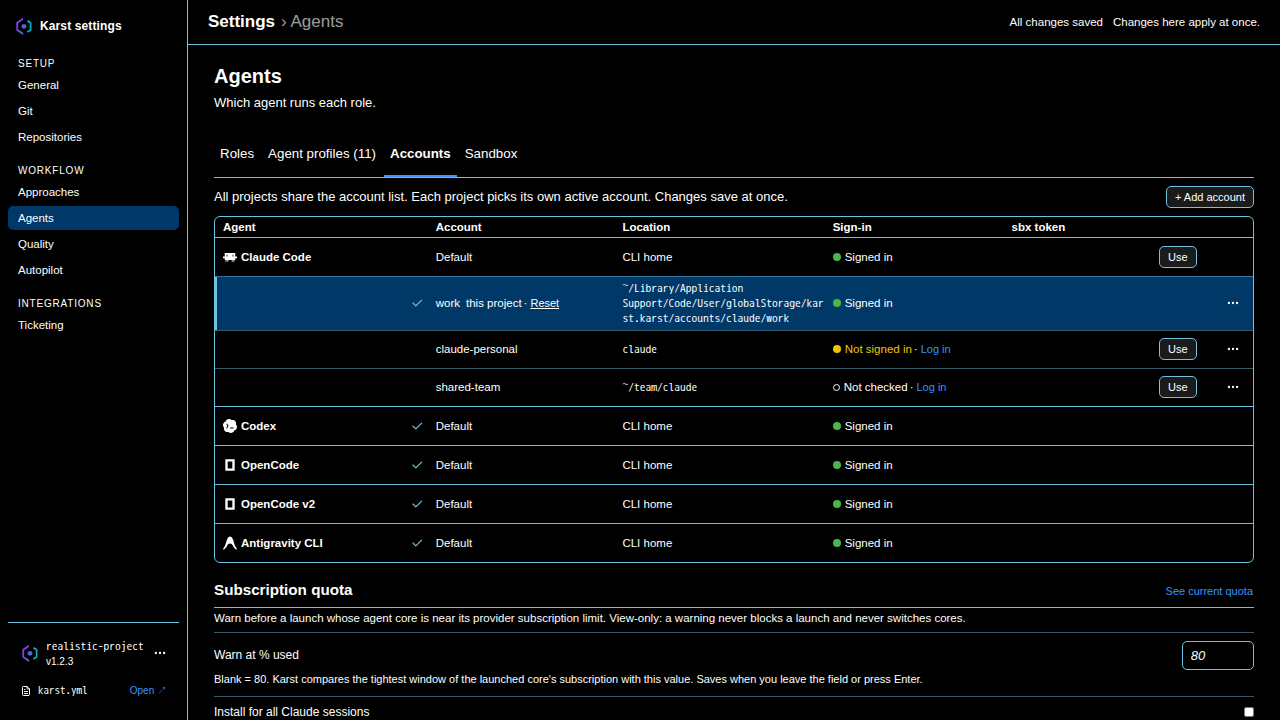 Karst settings
SETUP
General
Git
Repositories
WORKFLOW
Approaches
Agents
Quality
Autopilot
INTEGRATIONS
Ticketing
realistic-project
v1.2.3
karst.yml Open ↗
Settings › Agents
All changes saved Changes here apply at once.
Agents
Which agent runs each role.
Roles Agent profiles (11) Accounts Sandbox
All projects share the account list. Each project picks its own active account. Changes save at once.
+ Add account
Agent Account Location Sign-in sbx token
Claude Code Default CLI home Signed in Use
work this project · Reset ~/Library/Application Support/Code/User/globalStorage/karst.karst/accounts/claude/work Signed in
claude-personal claude Not signed in · Log in Use
shared-team ~/team/claude Not checked · Log in Use
Codex Default CLI home Signed in
OpenCode Default CLI home Signed in
OpenCode v2 Default CLI home Signed in
Antigravity CLI Default CLI home Signed in
Subscription quota See current quota
Warn before a launch whose agent core is near its provider subscription limit. View-only: a warning never blocks a launch and never switches cores.
Warn at % used 80
Blank = 80. Karst compares the tightest window of the launched core's subscription with this value. Saves when you leave the field or press Enter.
Install for all Claude sessions